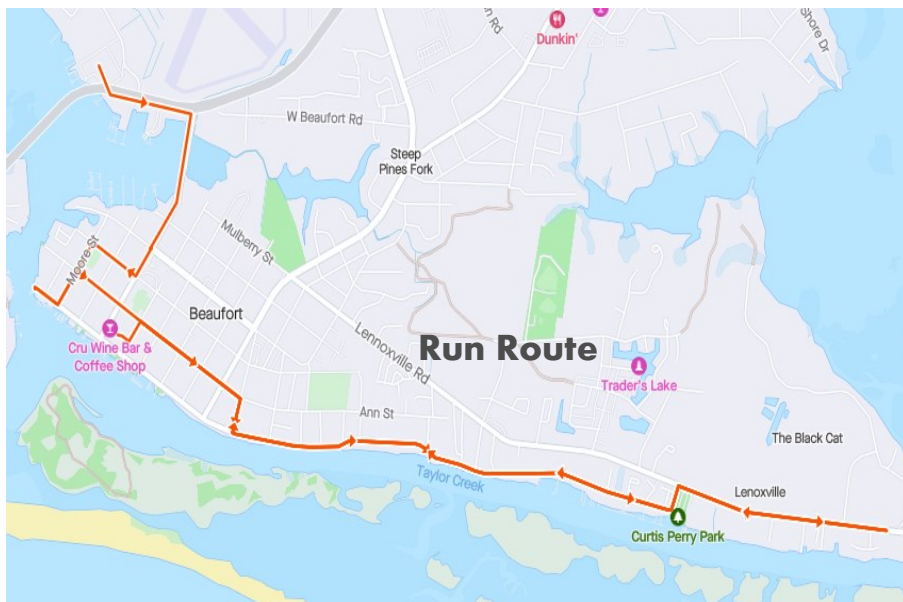 Shore Dr
Dunkin'
W Beaufort Rd
Steep
Pines Fork
Mulberry St
Moore St
Beaufort
Cru Wine Bar &
Coffee Shop
Lennoxville Rd
Run Route
Trader's Lake
Ann St
The Black Cat
Taylor Creek
Lenoxville
Curtis Perry Park